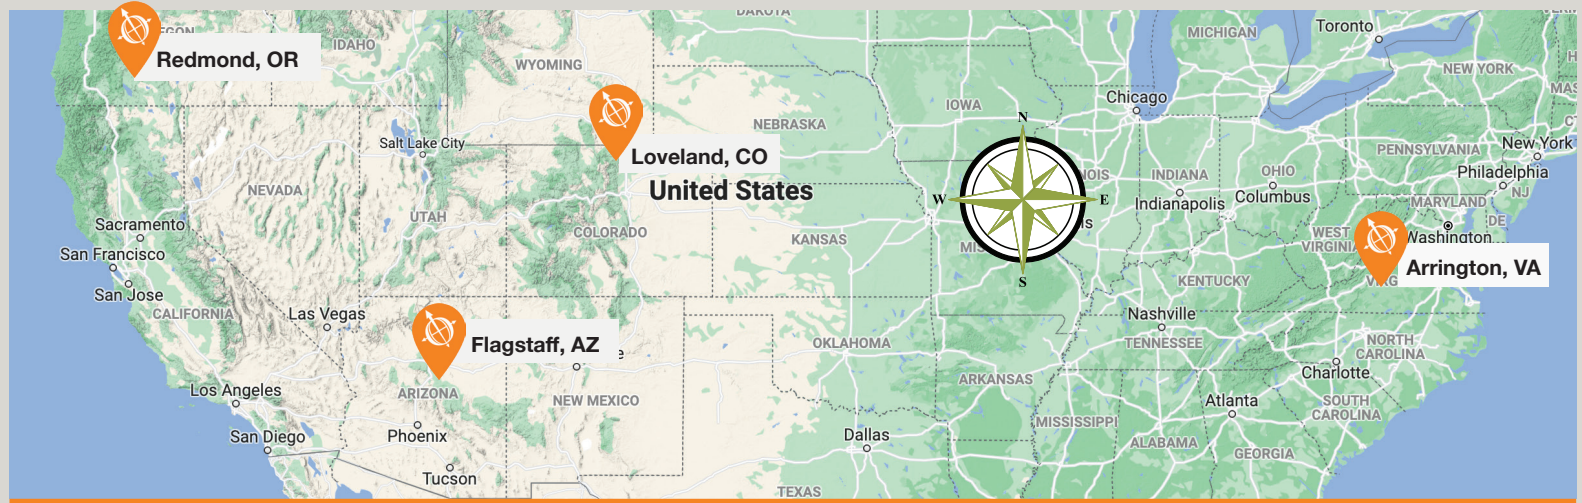 DAKOTA
MICHIGAN
Toronto
Redmond, OR
IDAHO
WYOMING
NEW YORK
Chicago
IOWA
N
NEBRASKA
Salt Lake City
PENNSYLVANIA
New York
Loveland, CO
Philadelphia
OHIO
INDIANA
NEVADA
United States
W
E
Indianapolis
Columbus
NJ
MARYLAND
UTAH
Sacramento
COLORADO
KANSAS
DE
WEST
VIRGINIA
Washington
San Francisco
Arrington, VA
San Jose
KENTUCKY
S
CALIFORNIA
Las Vegas
Nashville
Flagstaff, AZ
OKLAHOMA
TENNESSEE
NORTH
CAROLINA
Charlotte
ARKANSAS
Los Angeles
ARIZONA
NEW MEXICO
Atlanta
SOUTH
CAROLINA
MISSISSIPPI
San Diego
Phoenix
Dallas
ALABAMA
GEORGIA
Tucson
TEXAS